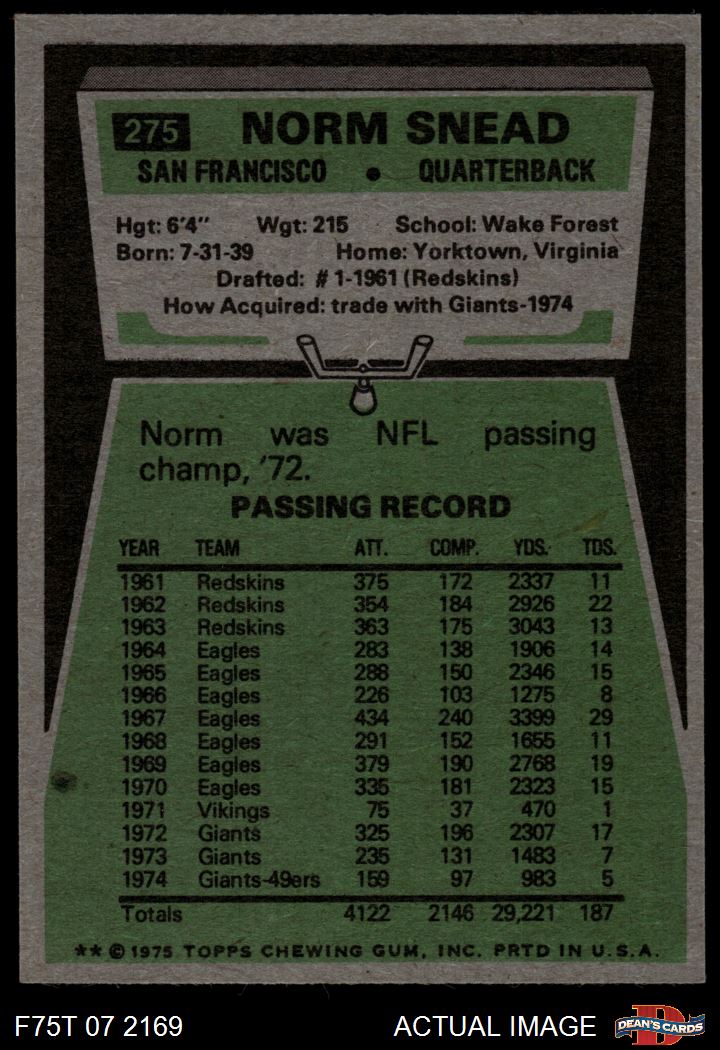 275 NORM SNEAD
SAN FRANCISCO • QUARTERBACK
Hgt: 6'4" Wgt: 215 School: Wake Forest
Born: 7-31-39 Home: Yorktown, Virginia
Drafted: #1-1961 (Redskins)
How Acquired: trade with Giants-1974
Norm was NFL passing
champ, '72.
PASSING RECORD
YEAR TEAM ATT. COMP. YDS. TDS.
1961 Redskins 375 172 2337 11
1962 Redskins 354 184 2926 22
1963 Redskins 363 175 3043 13
1964 Eagles 283 138 1906 14
1965 Eagles 288 150 2346 15
1966 Eagles 226 103 1275 8
1967 Eagles 434 240 3399 29
1968 Eagles 291 152 1655 11
1969 Eagles 379 190 2768 19
1970 Eagles 335 181 2323 15
1971 Vikings 75 37 470 1
1972 Giants 325 196 2307 17
1973 Giants 235 131 1483 7
1974 Giants-49ers 159 97 983 5
Totals 4122 2146 29,221 187
** © 1975 TOPPS CHEWING GUM, INC. PRTD IN U.S.A.
F75T 07 2169 ACTUAL IMAGE DEAN'S CARDS